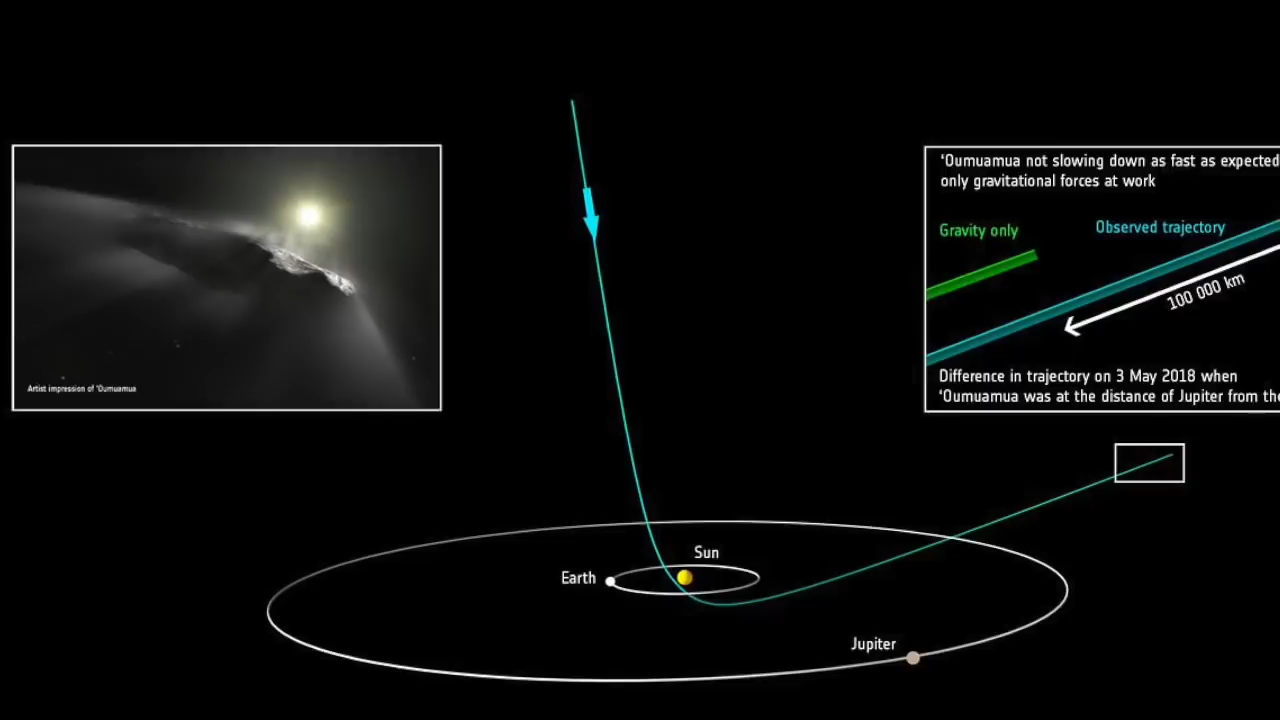 'Oumuamua not slowing down as fast as expected
only gravitational forces at work
Gravity only
Observed trajectory
100 000 km
Difference in trajectory on 3 May 2018 when
'Oumuamua was at the distance of Jupiter from the
Artist impression of 'Oumuamua
Sun
Earth
Jupiter